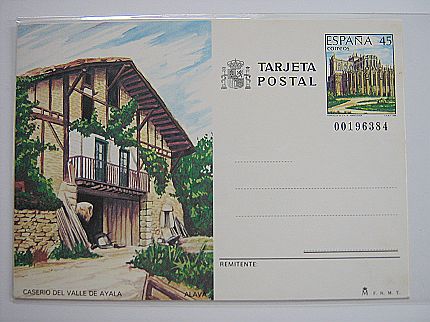 ESPAÑA 45
CORREOS
TARJETA
POSTAL
00196384
REMITENTE:
CASERIO DEL VALLE DE AYALA
ALAVA
M F. N. M. T.